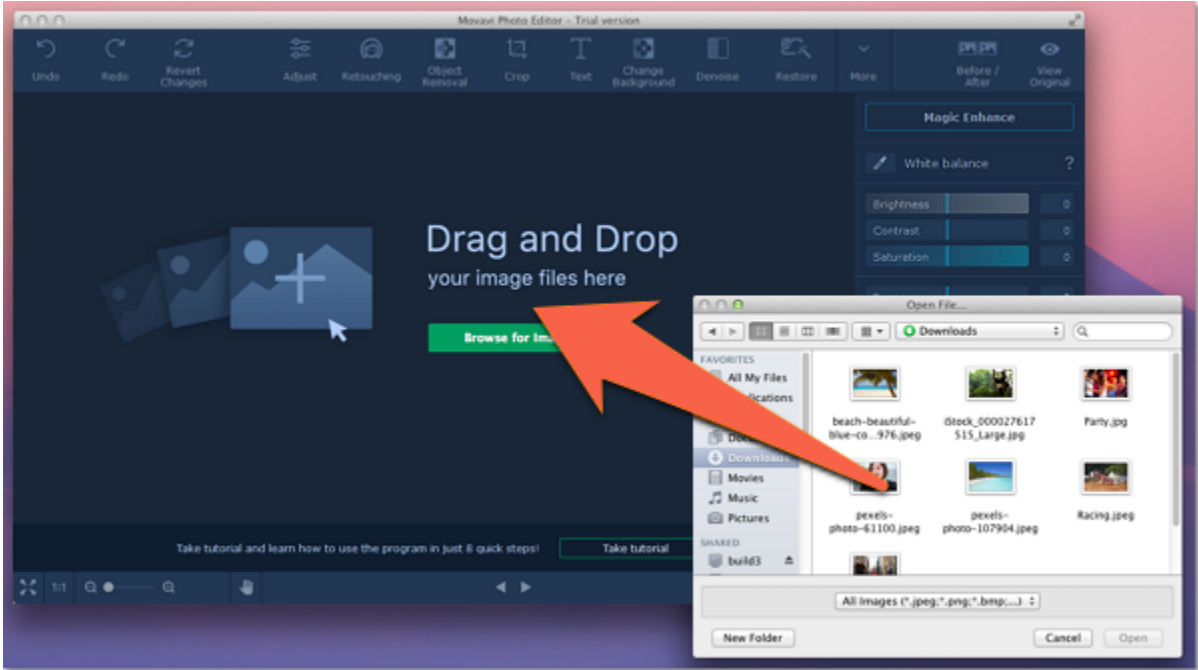 Movavi Photo Editor – Trial version
Undo
Redo
Revert
Changes
Adjust
Retouching
Object
Removal
Crop
Text
Change
Background
Denoise
Restore
More
Before /
After
View
Original
Magic Enhance
White balance
?
Brightness
0
Contrast
0
Saturation
0
Drag and Drop
your image files here
Browse for
Take tutorial and learn how to use the program in just 8 quick steps!
Take tutorial
1:1
Open File...
Downloads
FAVORITES
All My Files
Downloads
Movies
Music
Pictures
SHARED
build3
beach-beautiful-
blue-co...976.jpeg
iStock_000027617
515_Large.jpg
Party.jpg
pexels-
photo-61100.jpeg
pexels-
photo-107904.jpeg
Racing.jpeg
All Images (*.jpeg;*.png;*.bmp;...)
New Folder
Cancel
Open